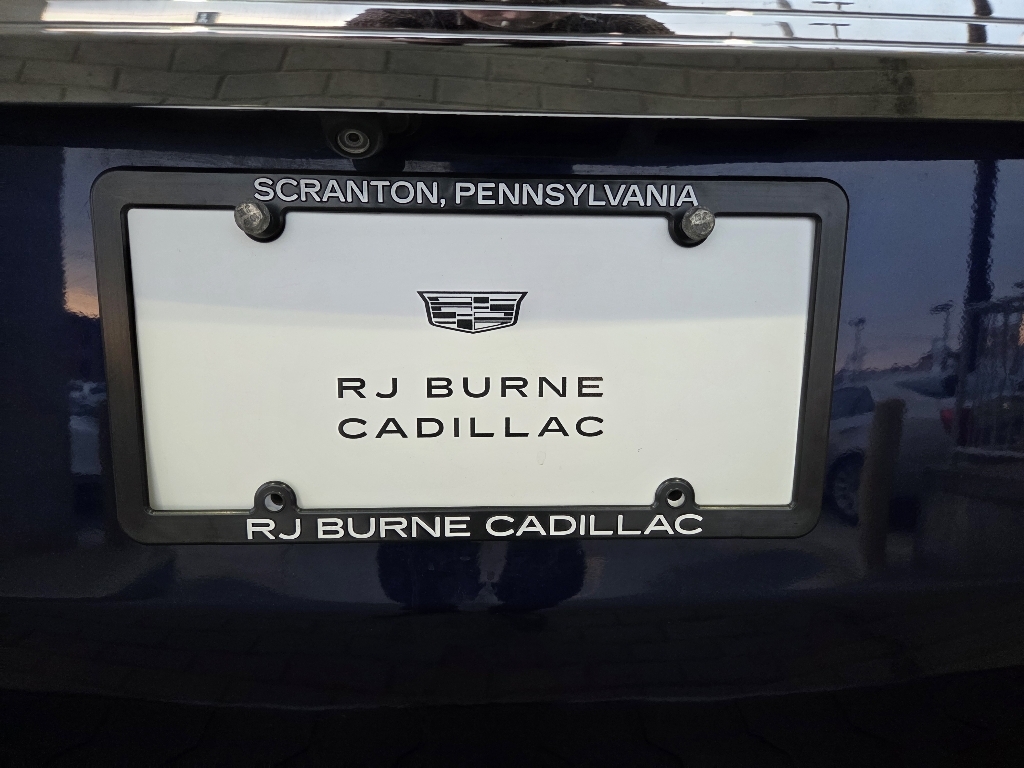 SCRANTON, PENNSYLVANIA
RJ BURNE
CADILLAC
RJ BURNE CADILLAC